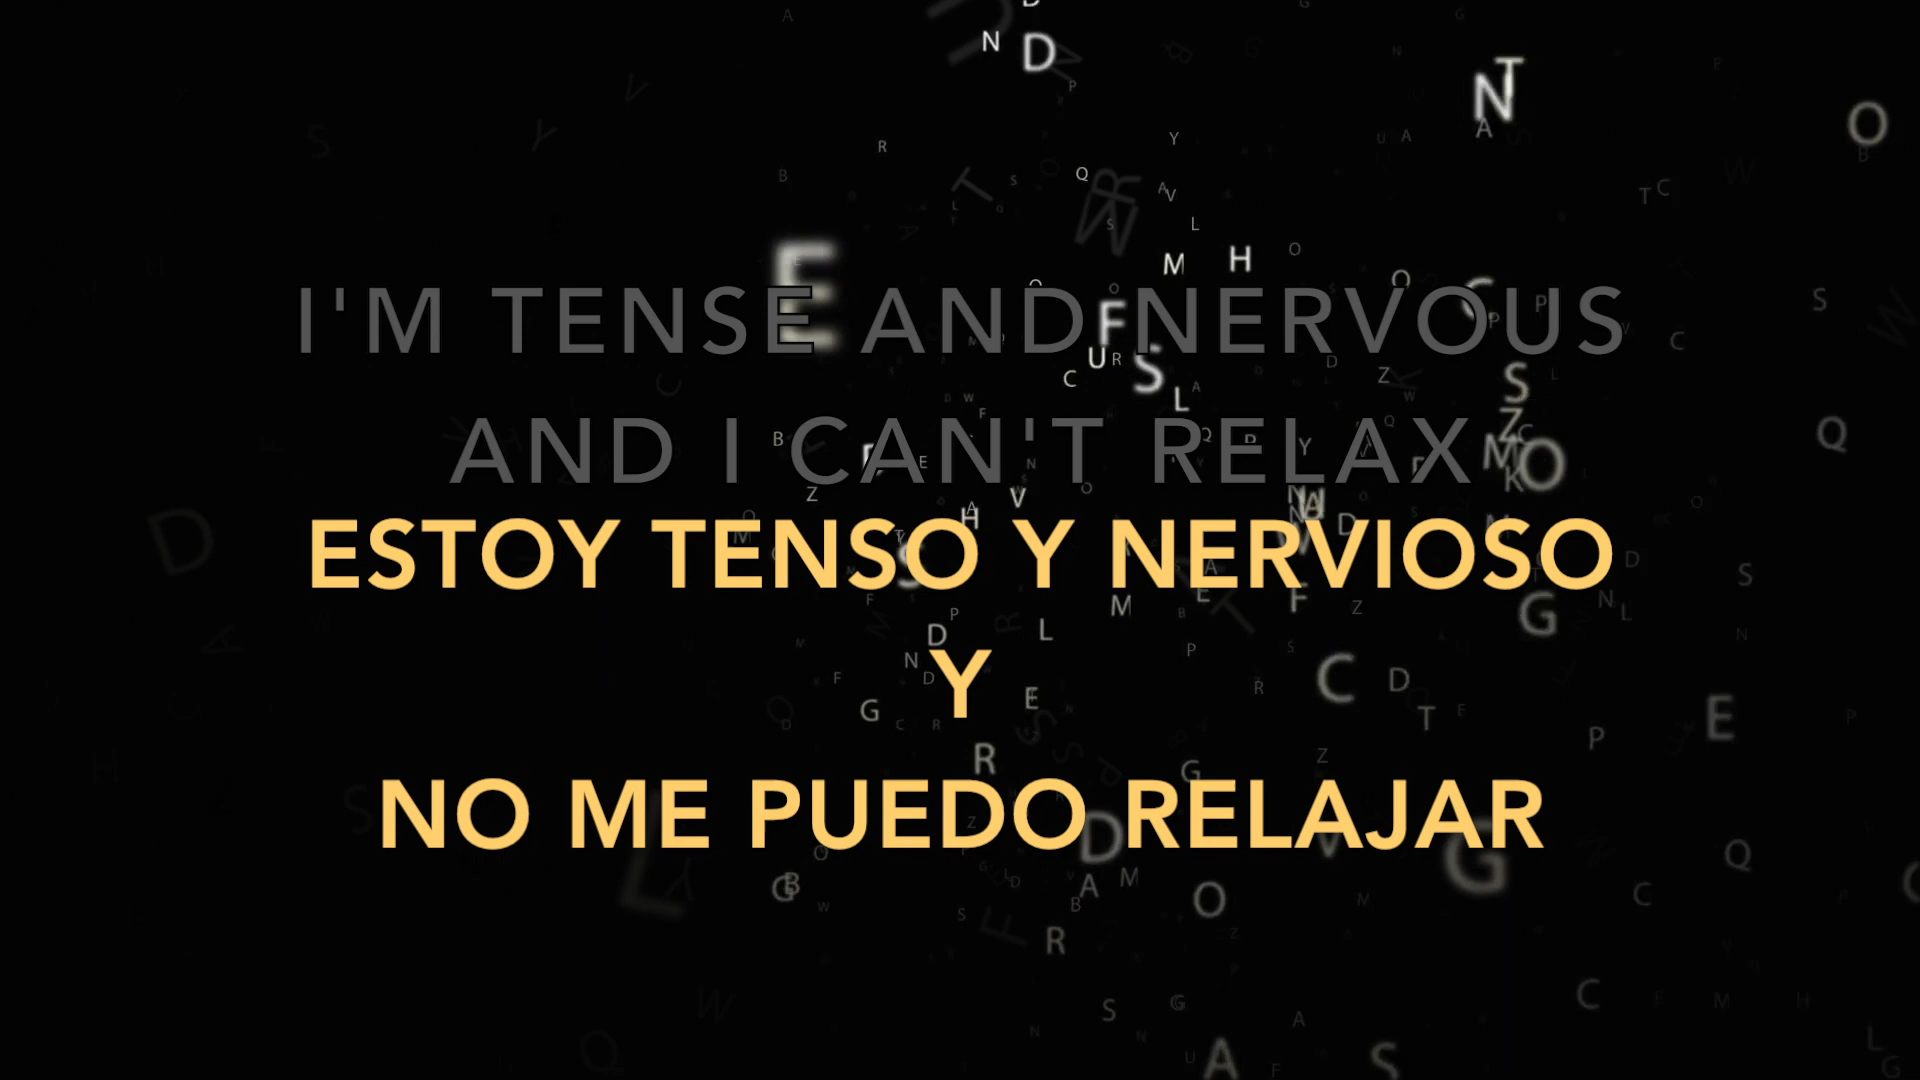 I'M TENSE AND NERVOUS
AND I CAN'T RELAX
ESTOY TENSO Y NERVIOSO
Y
NO ME PUEDO RELAJAR